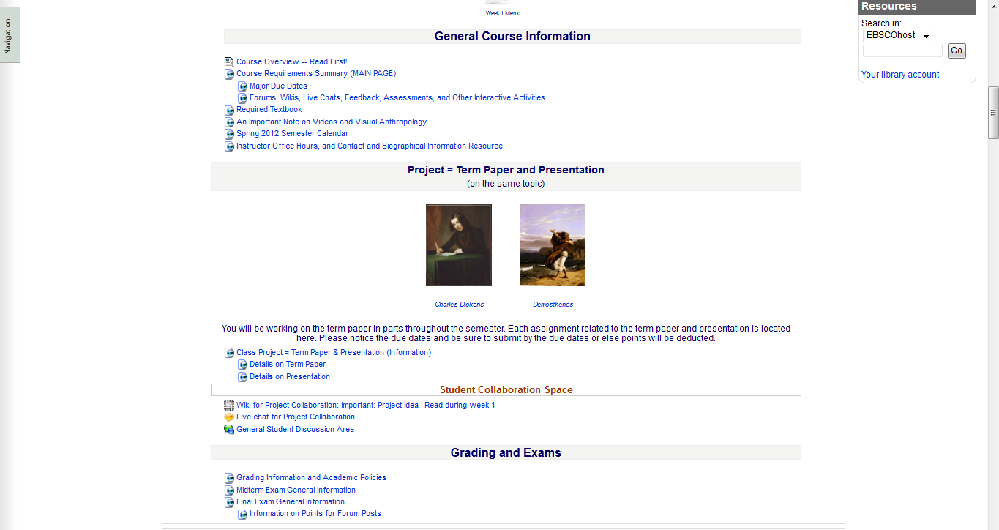 Navigation
Week 1 Memo
General Course Information
Course Overview -- Read First!
Course Requirements Summary (MAIN PAGE)
Major Due Dates
Forums, Wikis, Live Chats, Feedback, Assessments, and Other Interactive Activities
Required Textbook
An Important Note on Videos and Visual Anthropology
Spring 2012 Semester Calendar
Instructor Office Hours, and Contact and Biographical Information Resource
Project = Term Paper and Presentation
(on the same topic)
Charles Dickens
Demosthenes
You will be working on the term paper in parts throughout the semester. Each assignment related to the term paper and presentation is located
here. Please notice the due dates and be sure to submit by the due dates or else points will be deducted.
Class Project = Term Paper & Presentation (Information)
Details on Term Paper
Details on Presentation
Student Collaboration Space
Wiki for Project Collaboration: Important: Project Idea--Read during week 1
Live chat for Project Collaboration
General Student Discussion Area
Grading and Exams
Grading Information and Academic Policies
Midterm Exam General Information
Final Exam General Information
Information on Points for Forum Posts
Resources
Search in:
EBSCOhost
Go
Your library account